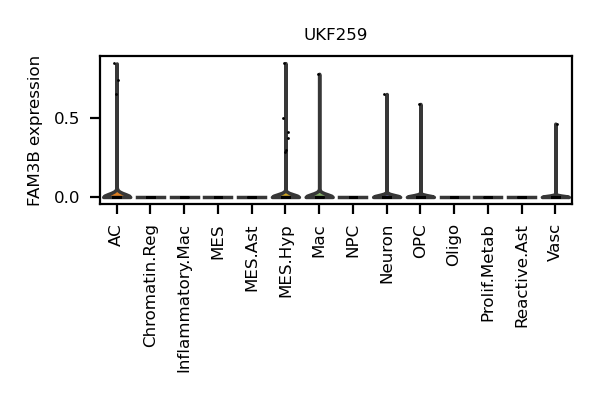 UKF259
FAM3B expression
0.5
0.0
AC
Chromatin.Reg
Inflammatory.Mac
MES
MES.Ast
MES.Hyp
Mac
NPC
Neuron
OPC
Oligo
Prolif.Metab
Reactive.Ast
Vasc